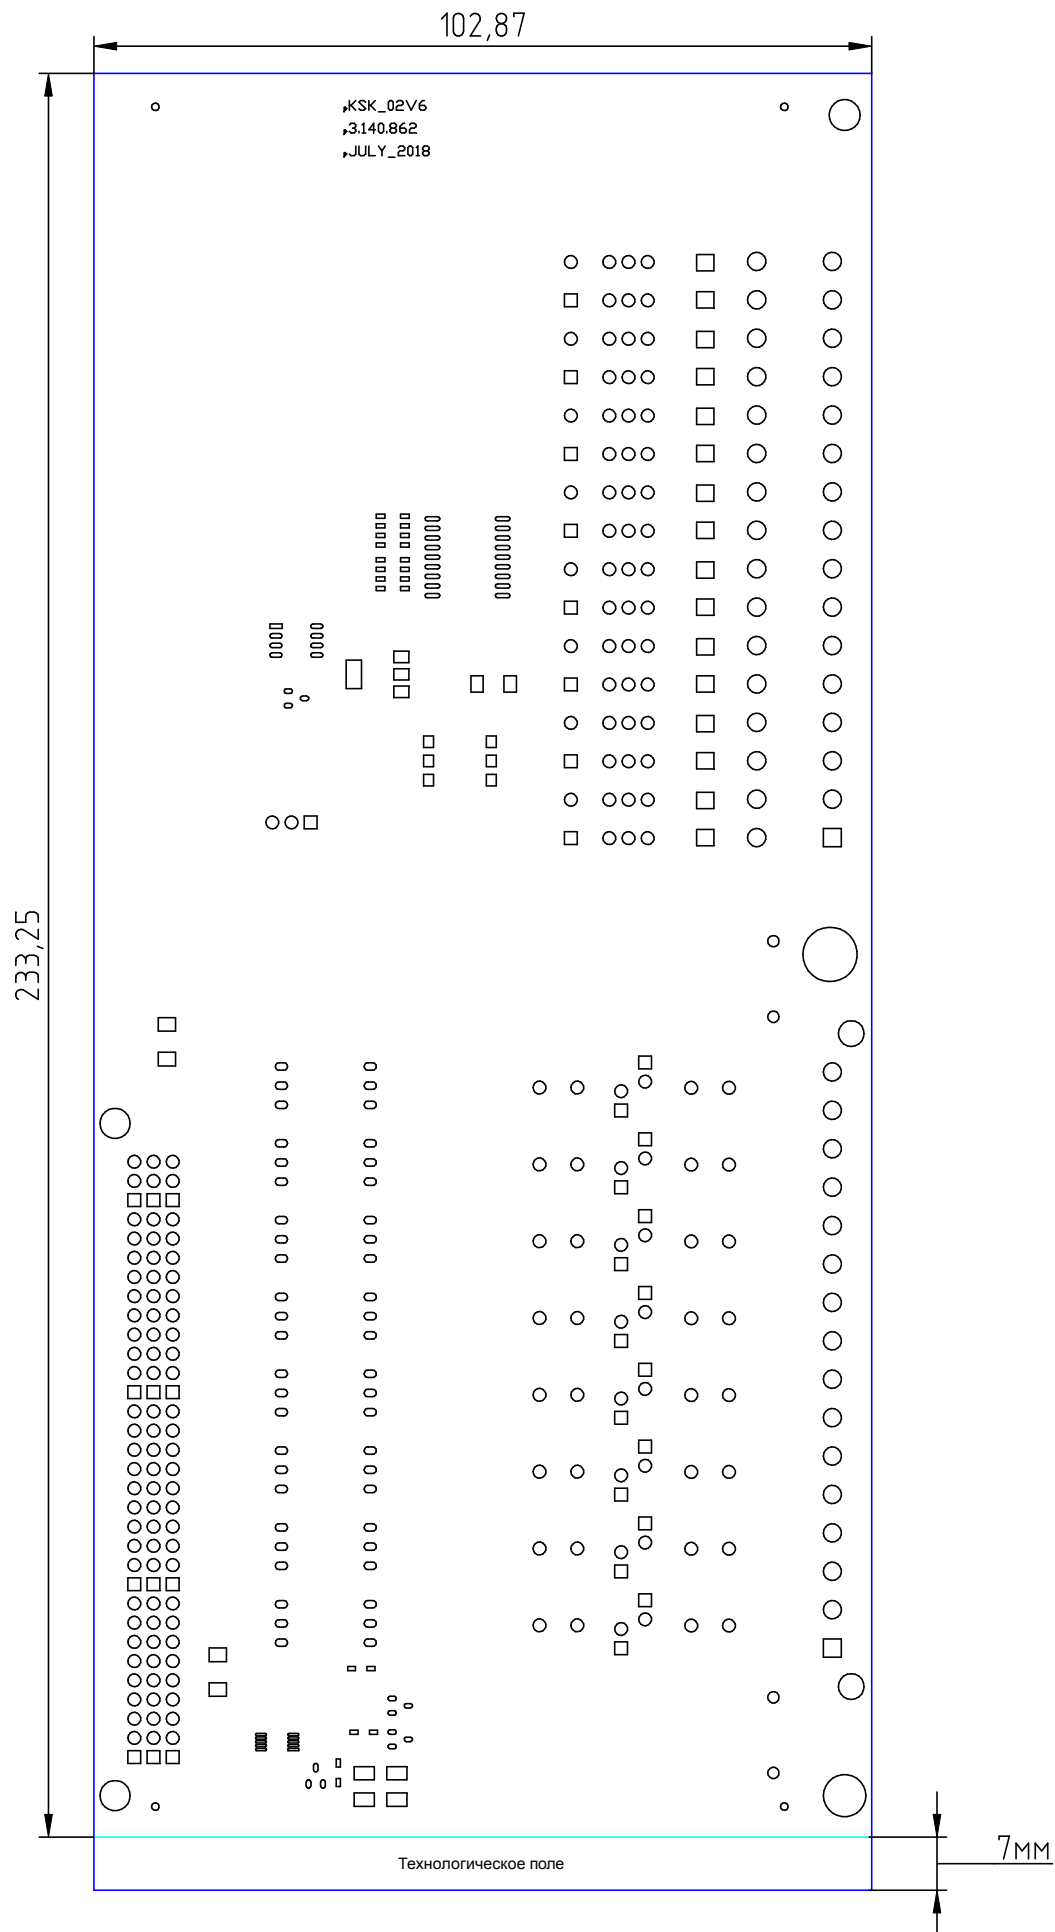 102,87
,KSK_02V6
,3.140.862
,JULY_2018
233,25
7мм
Технологическое поле